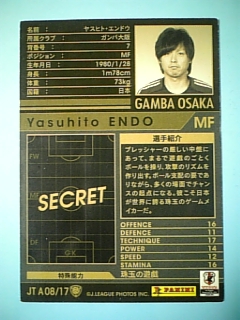 名前 : ヤスヒト・エンドウ
所属クラブ : ガンバ大阪
背番号 : 7
ポジション : MF
生年月日 : 1980/1/28
身長 : 1m78cm
体重 : 73kg
国籍 : 日本
GAMBA OSAKA
Yasuhito ENDO
MF
FW
SECRET
DF
GK
特殊能力
選手紹介
プレッシャーの厳しい中盤に
あって、まるで遊戯のごとく
ボールを操り、攻撃のリズムを
作り出す。ボール支配の要であ
りながら、多くの場面でチャン
スの起点になる。彼こそ日本
が世界に誇る珠玉のゲームメ
イカーだ。
OFFENCE 16
DEFENCE 11
TECHNIQUE 17
POWER 14
SPEED 12
STAMINA 16
珠玉の遊戯
JT A08/17
©J.LEAGUE PHOTOS INC.
PANINI